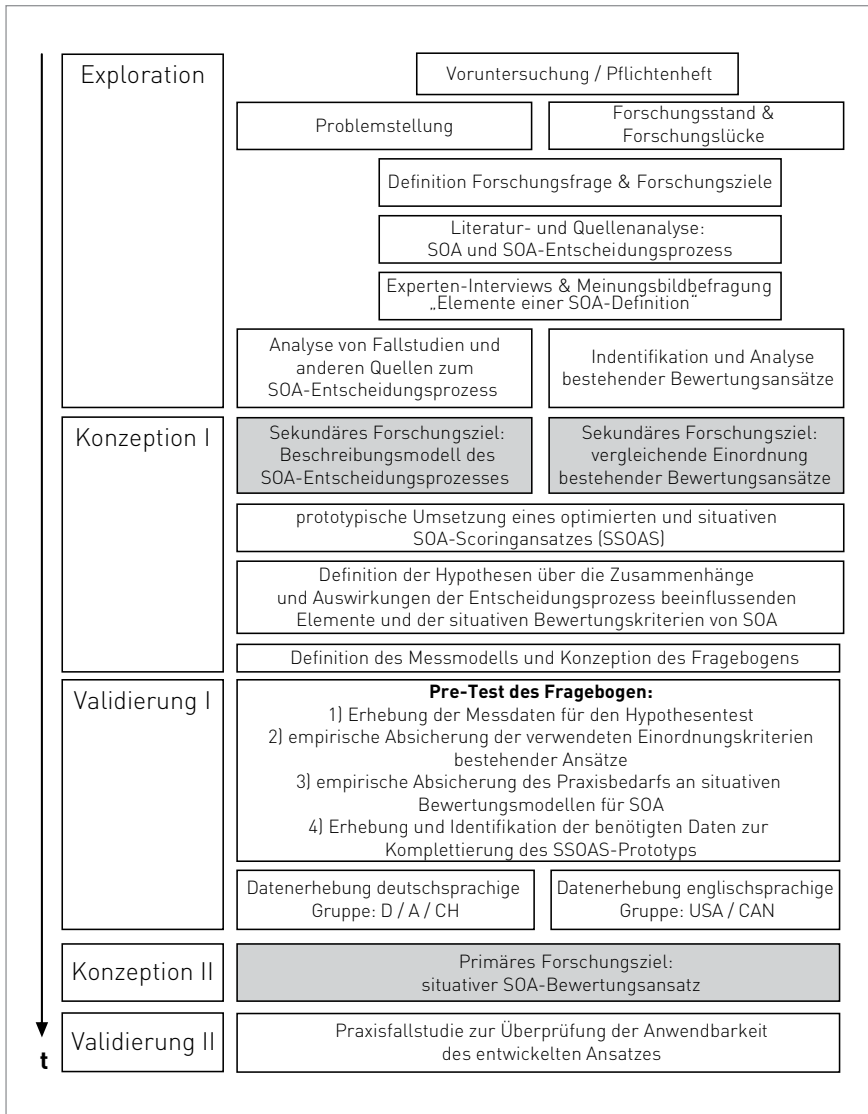 Exploration
Voruntersuchung / Pflichtenheft
Problemstellung
Forschungsstand &
Forschungslücke
Definition Forschungsfrage & Forschungsziele
Literatur- und Quellenanalyse:
SOA und SOA-Entscheidungsprozess
Experten-Interviews & Meinungsbildbefragung
„Elemente einer SOA-Definition“
Analyse von Fallstudien und
anderen Quellen zum
SOA-Entscheidungsprozess
Indentifikation und Analyse
bestehender Bewertungsansätze
Konzeption I
Sekundäres Forschungsziel:
Beschreibungsmodell des
SOA-Entscheidungsprozesses
Sekundäres Forschungsziel:
vergleichende Einordnung
bestehender Bewertungsansätze
prototypische Umsetzung eines optimierten und situativen
SOA-Scoringansatzes (SSOAS)
Definition der Hypothesen über die Zusammenhänge
und Auswirkungen der Entscheidungsprozess beeinflussenden
Elemente und der situativen Bewertungskriterien von SOA
Definition des Messmodells und Konzeption des Fragebogens
Validierung I
Pre-Test des Fragebogen:
1) Erhebung der Messdaten für den Hypothesentest
2) empirische Absicherung der verwendeten Einordnungskriterien
bestehender Ansätze
3) empirische Absicherung des Praxisbedarfs an situativen
Bewertungsmodellen für SOA
4) Erhebung und Identifikation der benötigten Daten zur
Komplettierung des SSOAS-Prototyps
Datenerhebung deutschsprachige
Gruppe: D / A / CH
Datenerhebung englischsprachige
Gruppe: USA / CAN
Konzeption II
Primäres Forschungsziel:
situativer SOA-Bewertungsansatz
Validierung II
Praxisfallstudie zur Überprüfung der Anwendbarkeit
des entwickelten Ansatzes
t